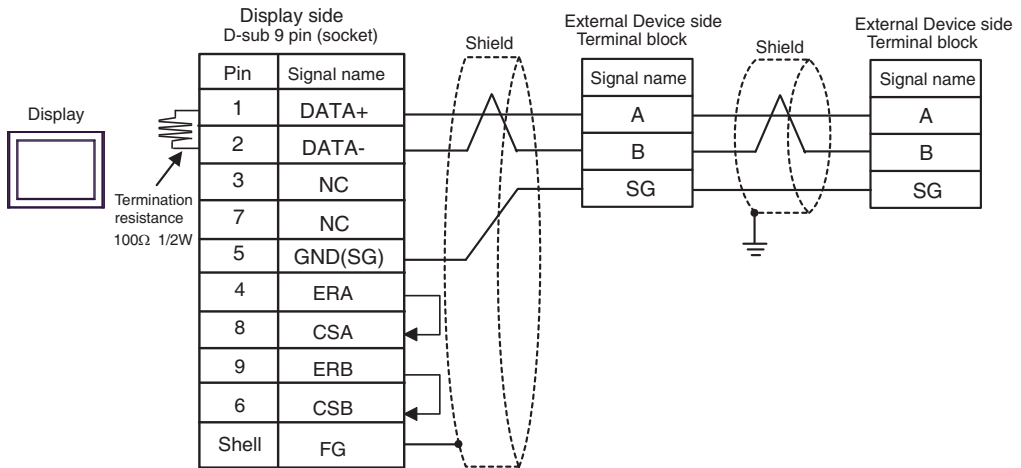 Display side
D-sub 9 pin (socket)
Shield
External Device side
Terminal block
Shield
External Device side
Terminal block
Display
Termination
resistance
100Ω 1/2W
Pin Signal name
1 DATA+
2 DATA-
3 NC
7 NC
5 GND(SG)
4 ERA
8 CSA
9 ERB
6 CSB
Shell FG
Signal name
A
B
SG
Signal name
A
B
SG